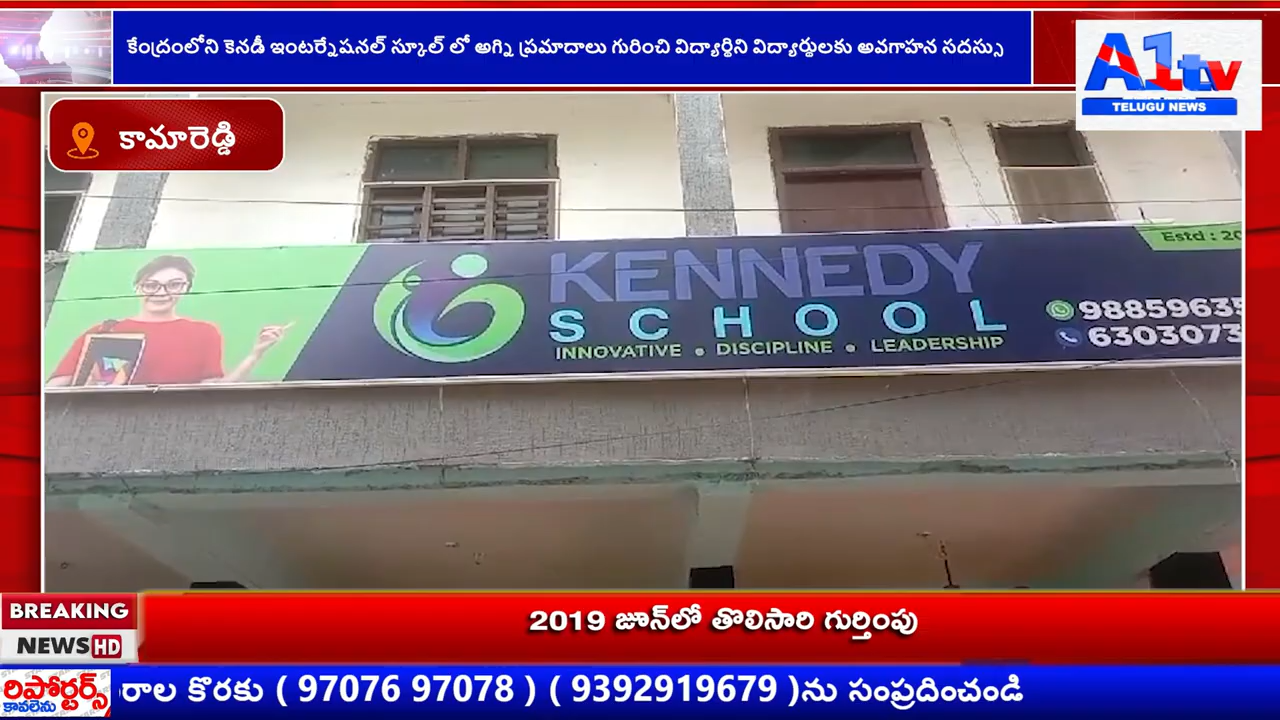 కేంద్రంలోని కెనడీ ఇంటర్నేషనల్ స్కూల్ లో అగ్ని ప్రమాదాలు గురించి విద్యార్థిని విద్యార్థులకు అవగాహన సదస్సు
A1tv
TELUGU NEWS
కామారెడ్డి
Estd : 20
KENNEDY
SCHOOL
INNOVATIVE • DISCIPLINE • LEADERSHIP
98859635
6303073
BREAKING
NEWS HD
2019 జూన్‌లో తొలిసారి గుర్తింపు
రిపోర్టర్స్
కావలెను
రాల కొరకు ( 97076 97078 ) ( 9392919679 )ను సంప్రదించండి